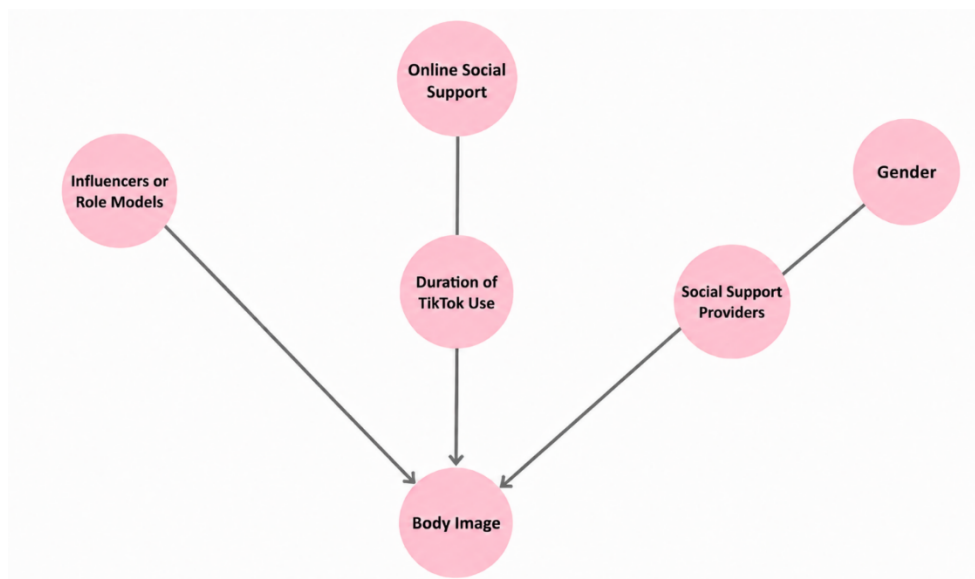 Online Social
Support
Influencers or
Role Models
Gender
Duration of
TikTok Use
Social Support
Providers
Body Image